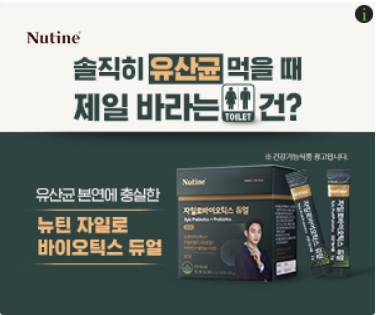 Nutine®
솔직히 유산균 먹을 때
제일 바라는 TOILET 건?
※ 건강기능식품 광고입니다.
유산균 본연에 충실한
뉴틴 자일로
바이오틱스 듀얼
Nutine®
자일로바이오틱스 듀얼
Xylo Prebiotics + Probiotics